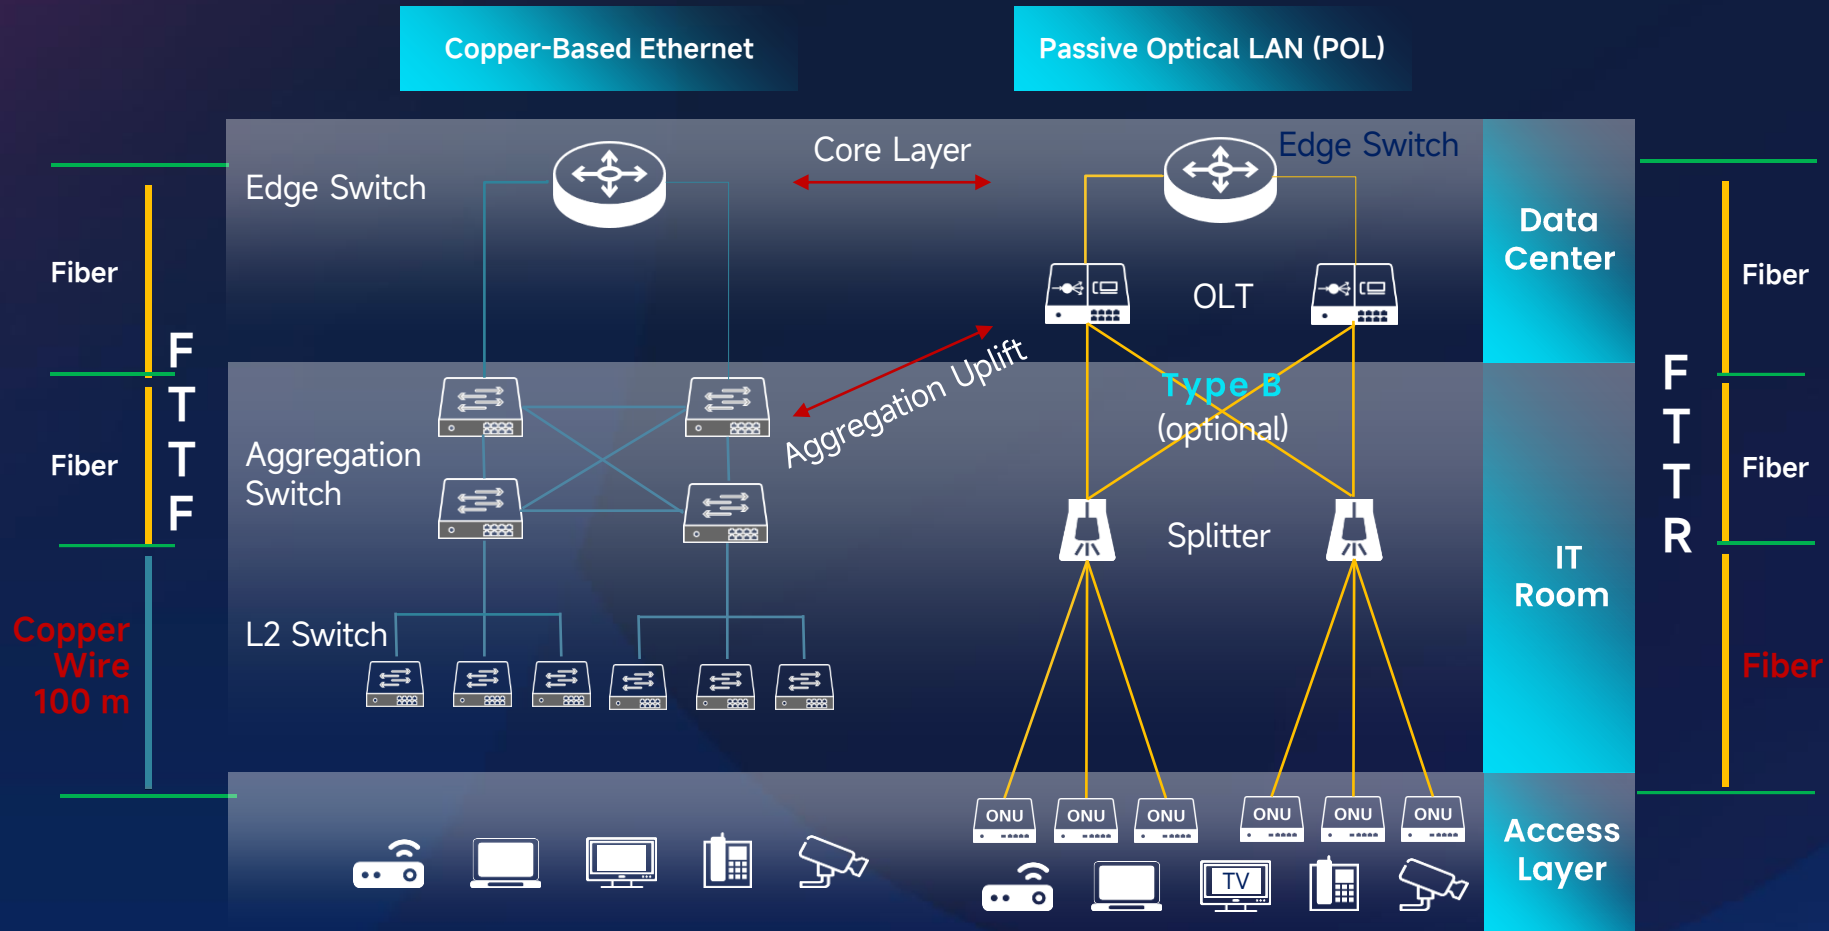 Copper-Based Ethernet
Passive Optical LAN (POL)
Core Layer
Edge Switch
Edge Switch
Data
Center
Fiber
Fiber
OLT
Aggregation Uplift
F
T
T
F
F
T
T
R
Type B
(optional)
Aggregation
Switch
Fiber
Fiber
Splitter
IT
Room
L2 Switch
Copper
Wire
100 m
Fiber
ONU
ONU
ONU
ONU
ONU
ONU
Access
Layer
TV